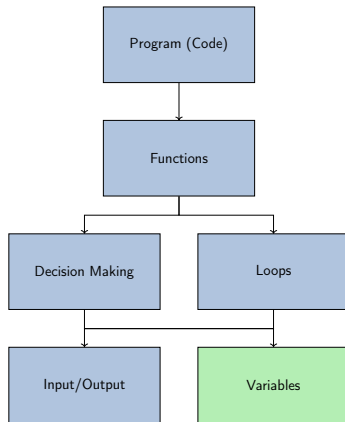 Program (Code)
Functions
Decision Making
Loops
Input/Output
Variables